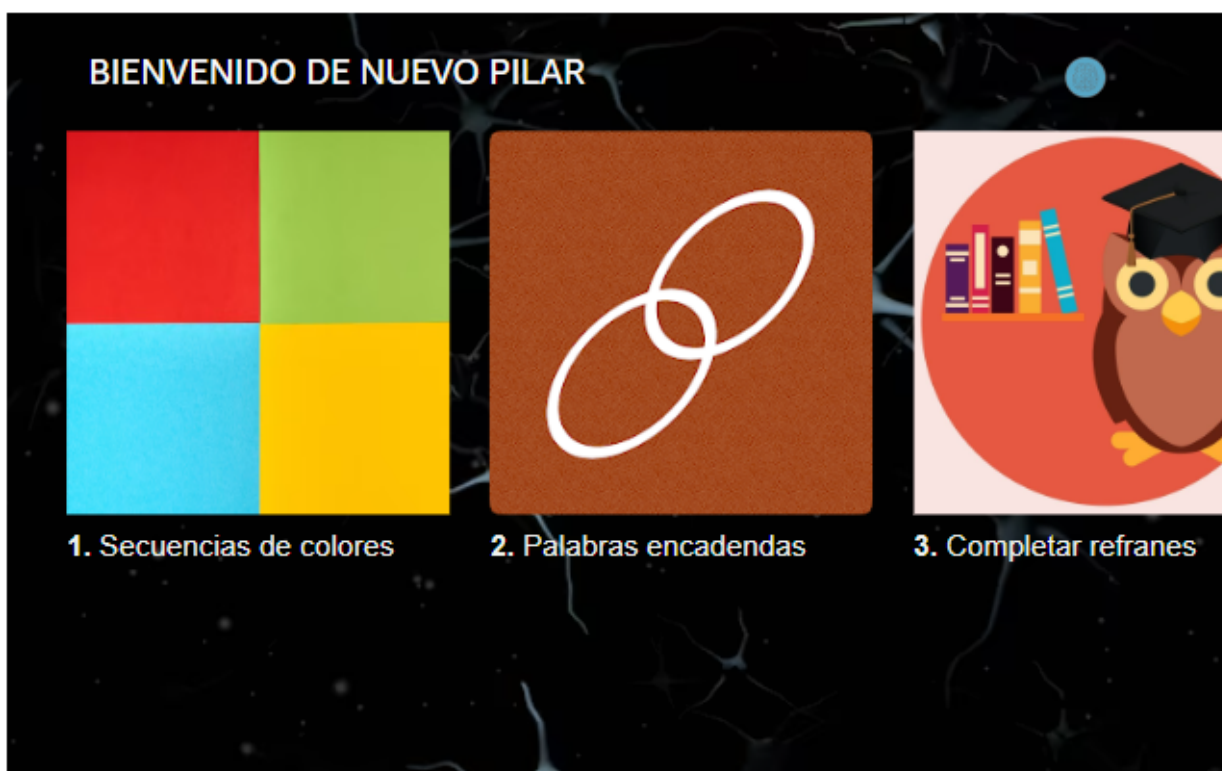 BIENVENIDO DE NUEVO PILAR
1. Secuencias de colores
2. Palabras encadendas
3. Completar refranes